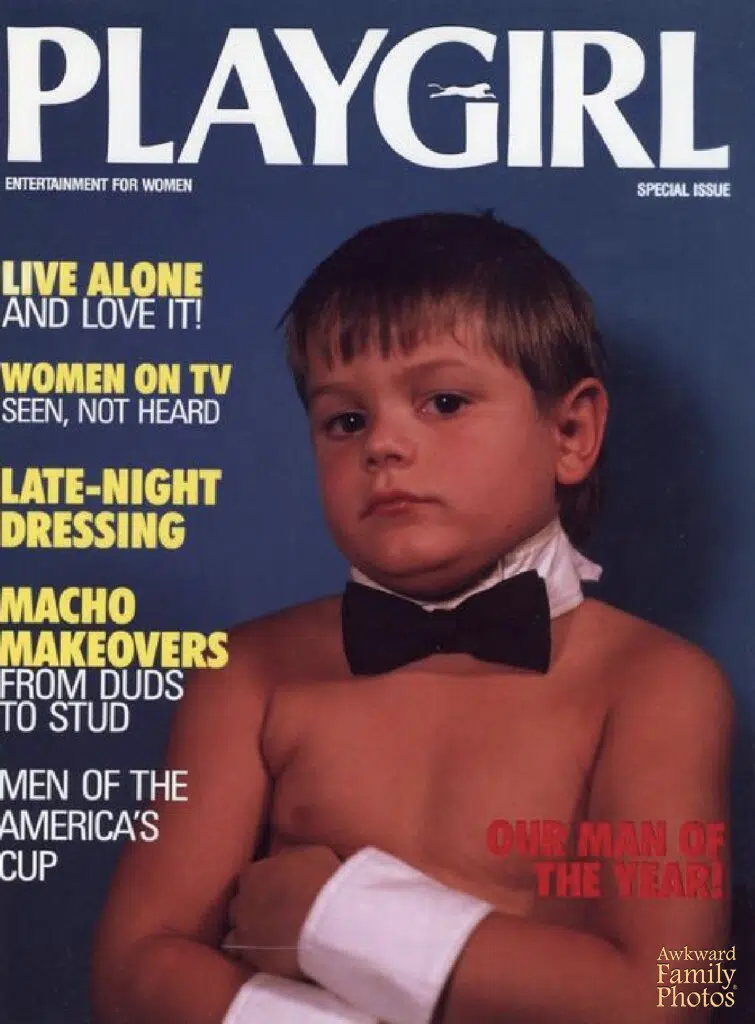 PLAYGIRL
ENTERTAINMENT FOR WOMEN
SPECIAL ISSUE
LIVE ALONE
AND LOVE IT!
WOMEN ON TV
SEEN, NOT HEARD
LATE-NIGHT
DRESSING
MACHO
MAKEOVERS
FROM DUDS
TO STUD
MEN OF THE
AMERICA'S
CUP
OUR MAN OF
THE YEAR!
Awkward
Family
Photos